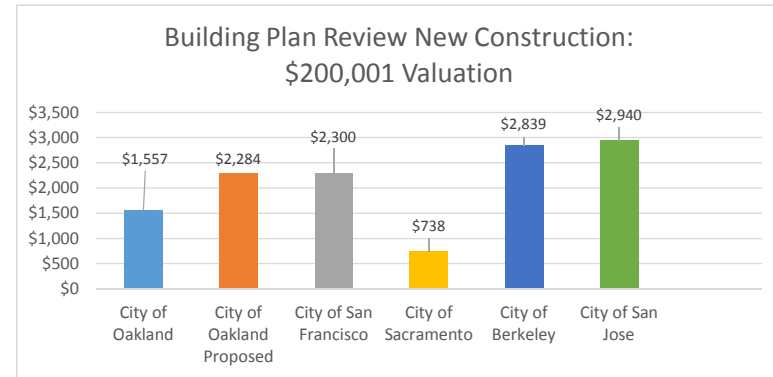 Building Plan Review New Construction:
$200,001 Valuation
$3,500
$3,000
$2,500
$2,000
$1,500
$1,000
$500
$0
$1,557
$2,284
$2,300
$738
$2,839
$2,940
City of
Oakland
City of
Oakland
Proposed
City of San
Francisco
City of
Sacramento
City of
Berkeley
City of San
Jose